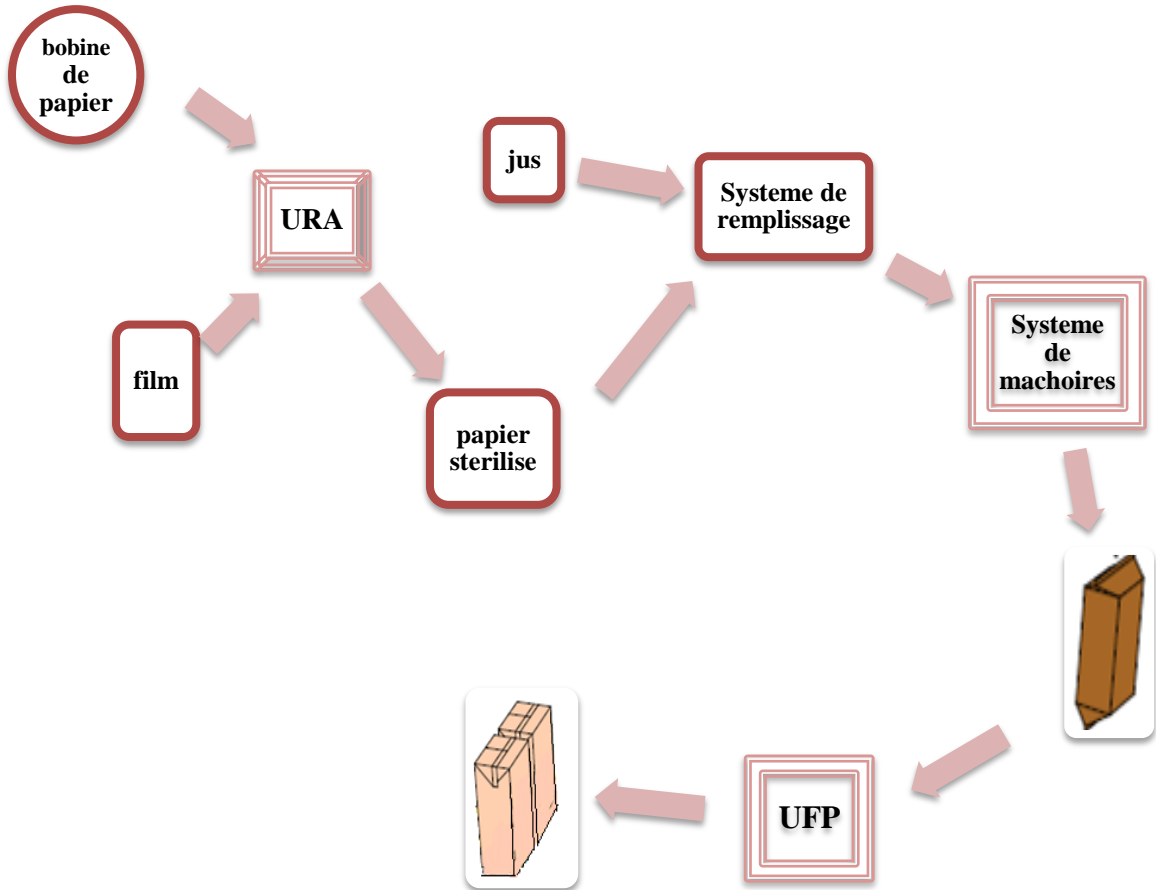 bobine
de
papier
URA
film
papier
sterilise
jus
Systeme de
remplissage
Systeme
de
machoires
UFP